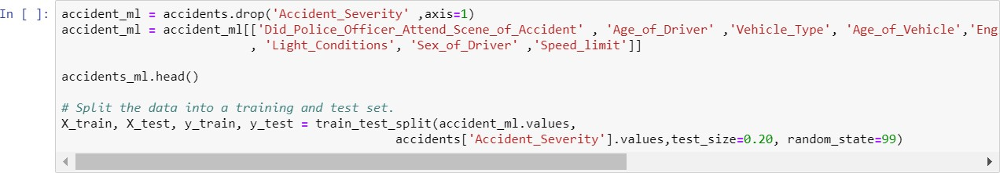 In [ ]: accident_ml = accidents.drop('Accident_Severity' ,axis=1)
accident_ml = accident_ml[['Did_Police_Officer_Attend_Scene_of_Accident' , 'Age_of_Driver' ,'Vehicle_Type', 'Age_of_Vehicle','Eng
, 'Light_Conditions', 'Sex_of_Driver' ,'Speed_limit']]
accidents_ml.head()
# Split the data into a training and test set.
X_train, X_test, y_train, y_test = train_test_split(accident_ml.values,
accidents['Accident_Severity'].values,test_size=0.20, random_state=99)